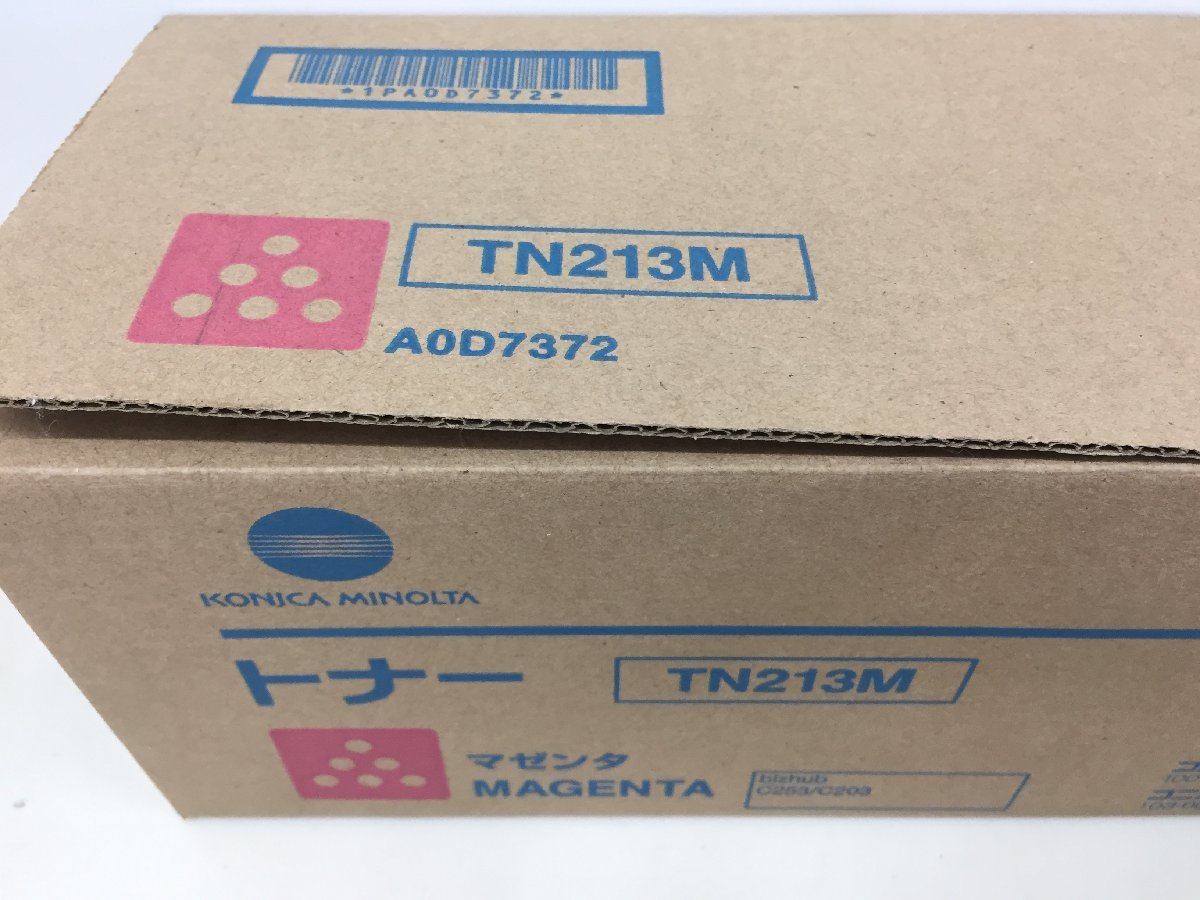 *1PA0D7372*
TN213M
A0D7372
KONICA MINOLTA
トナー
TN213M
マゼンタ
MAGENTA
bizhub
C253/C203